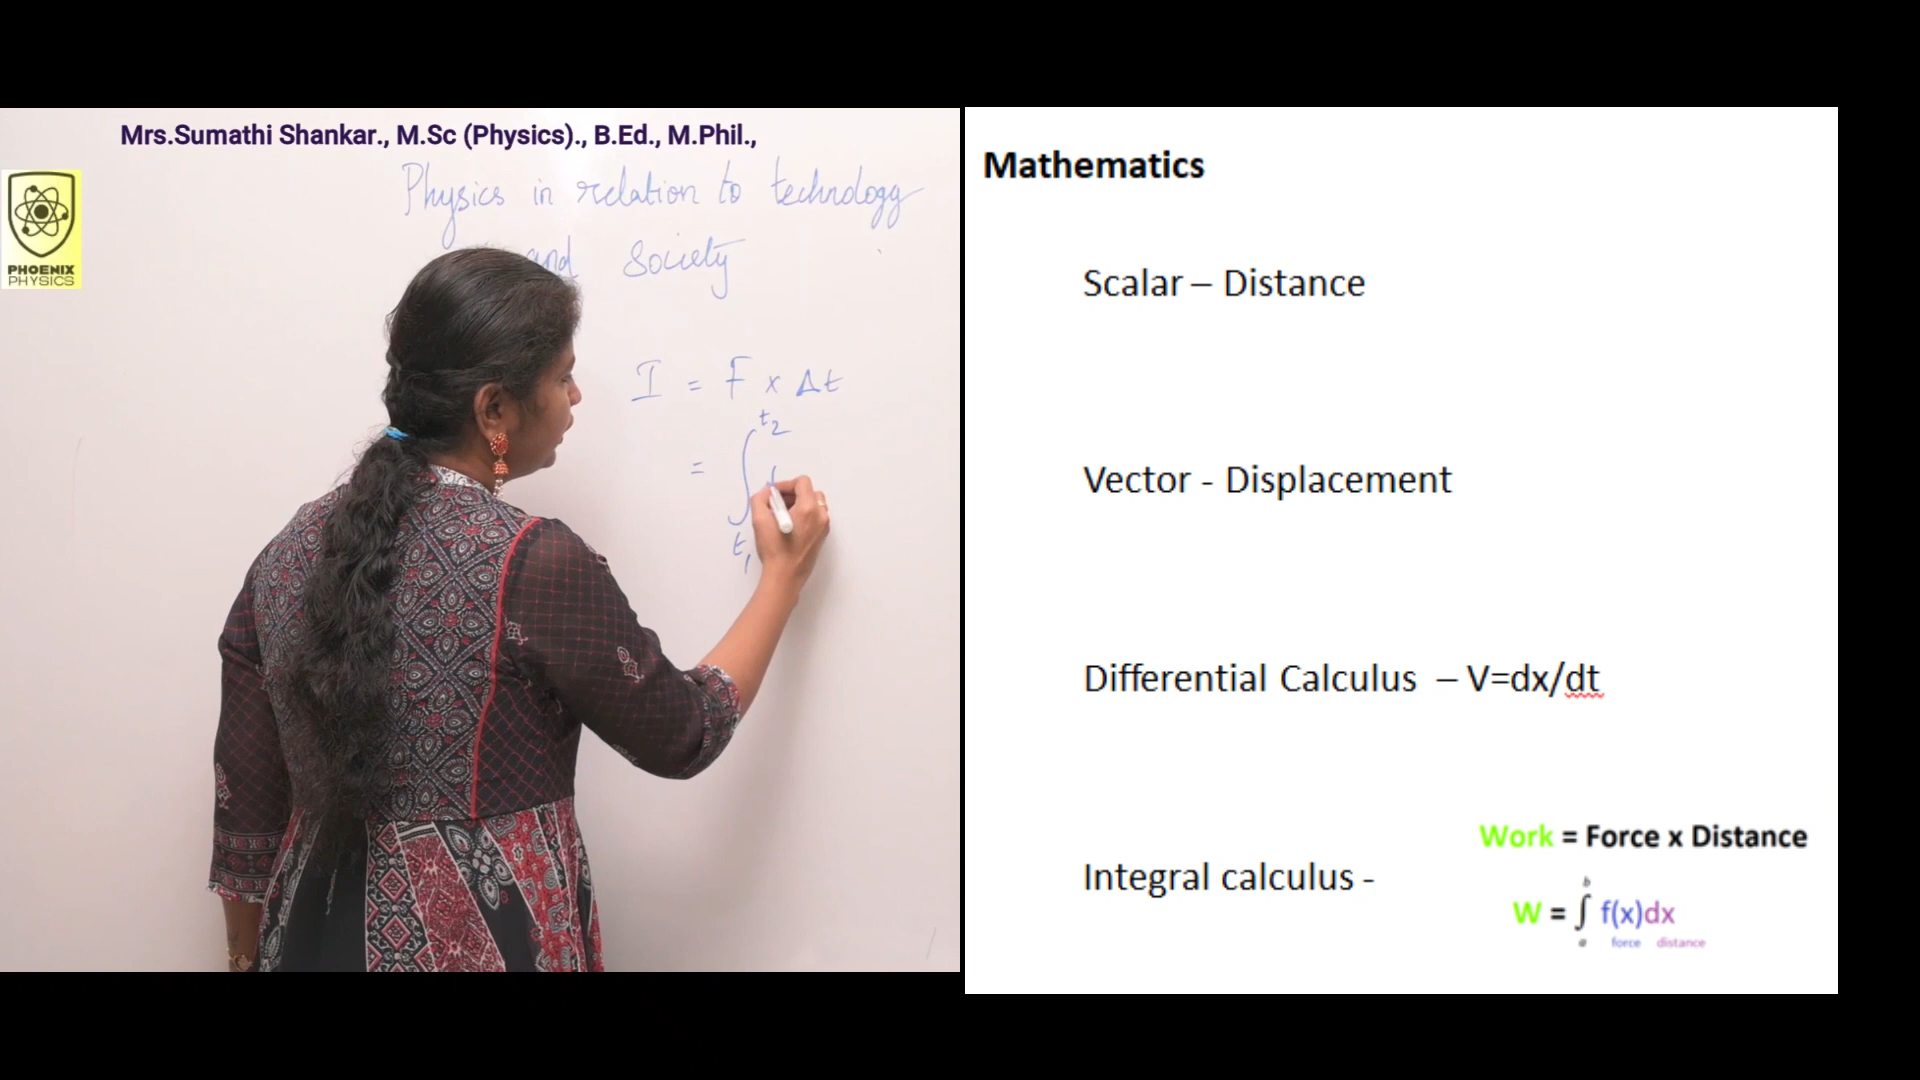 Mrs.Sumathi Shankar., M.Sc (Physics)., B.Ed., M.Phil.,
PHOENIX
PHYSICS
Physics in relation to technology
and Society
I = F x Δt
= ∫
t2
t1
Mathematics
Scalar – Distance
Vector - Displacement
Differential Calculus – V=dx/dt
Integral calculus -
Work = Force x Distance
b
W = ∫ f(x)dx
a force distance